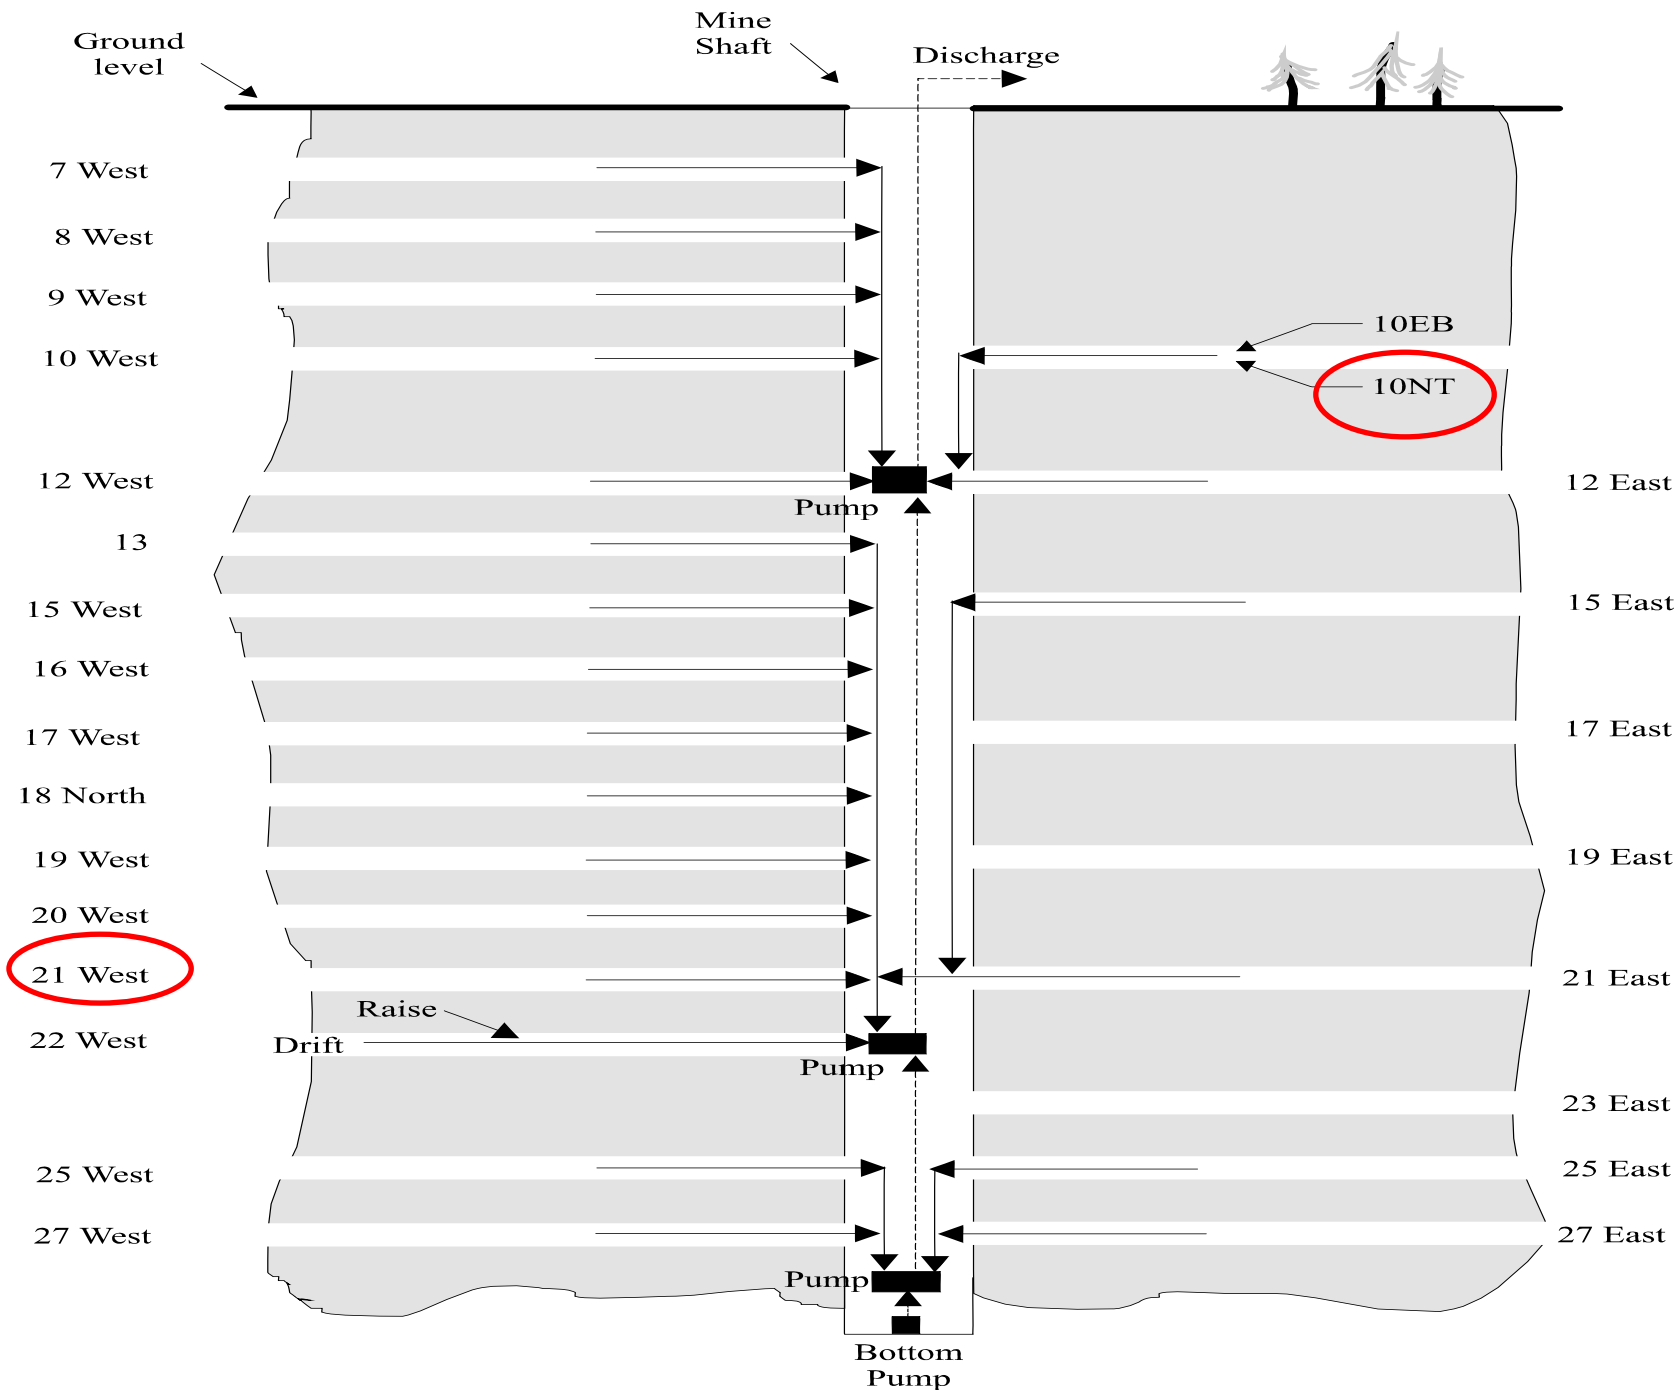 Mine
Shaft
Ground
level
Discharge
7 West
8 West
9 West
10EB
10 West
10NT
12 West
12 East
Pump
13
15 West
15 East
16 West
17 West
17 East
18 North
19 West
19 East
20 West
21 West
21 East
Raise
22 West
Drift
Pump
23 East
25 West
25 East
27 West
27 East
Pump
Bottom
Pump